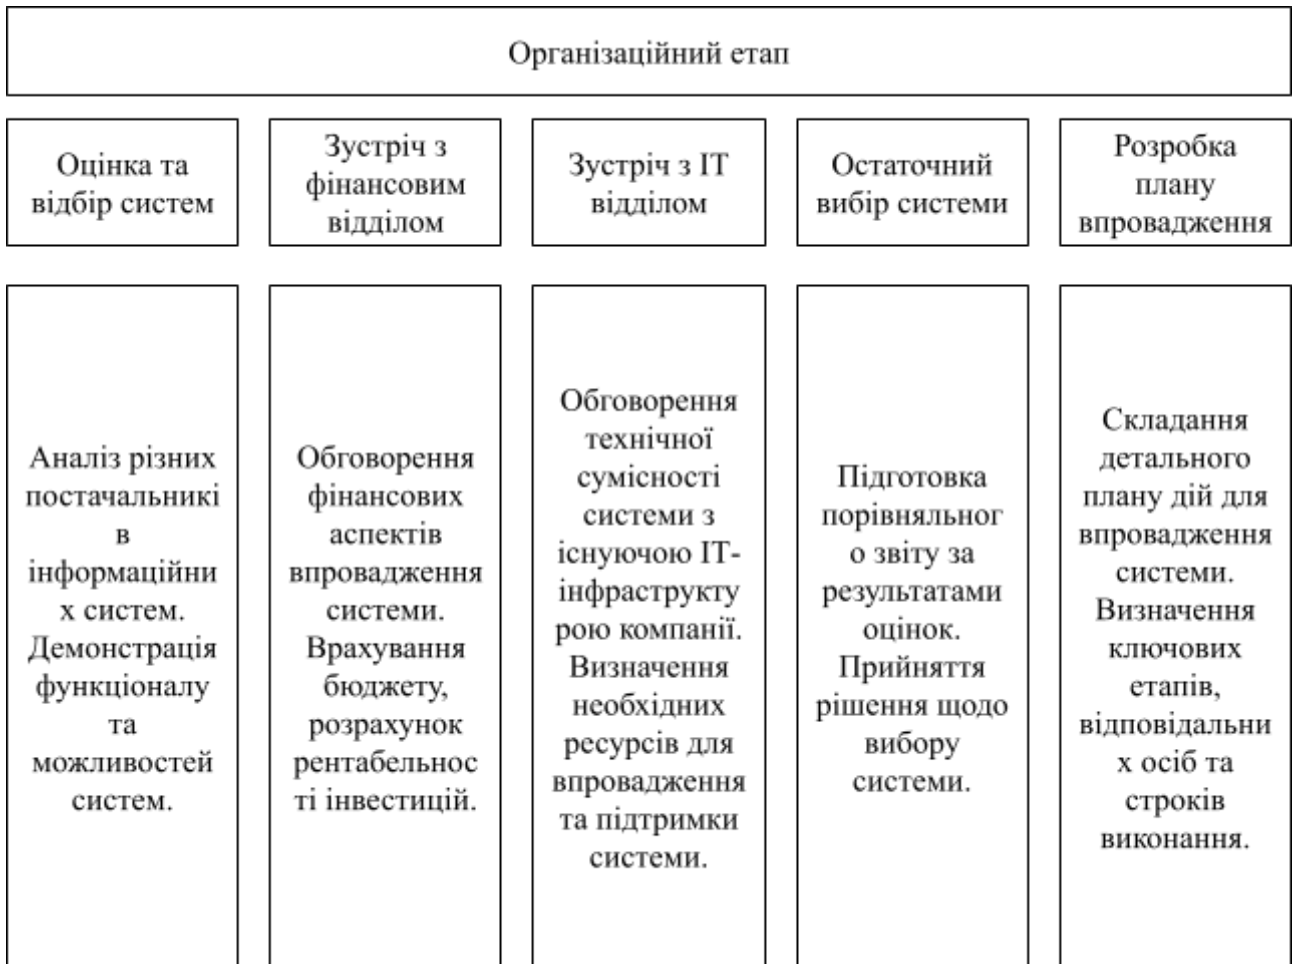 Організаційний етап
Оцінка та
відбір систем
Зустріч з
фінансовим
відділом
Зустріч з ІТ
відділом
Остаточний
вибір системи
Розробка
плану
впровадження
Аналіз різних
постачальникі
в
інформаційни
х систем.
Демонстрація
функціоналу
та
можливостей
систем.
Обговорення
фінансових
аспектів
впровадження
системи.
Врахування
бюджету,
розрахунок
рентабельнос
ті інвестицій.
Обговорення
технічної
сумісності
системи з
існуючою ІТ-
інфраструкту
рою компанії.
Визначення
необхідних
ресурсів для
впровадження
та підтримки
системи.
Підготовка
порівняльног
о звіту за
результатами
оцінок.
Прийняття
рішення щодо
вибору
системи.
Складання
детального
плану дій для
впровадження
системи.
Визначення
ключових
етапів,
відповідальни
х осіб та
строків
виконання.